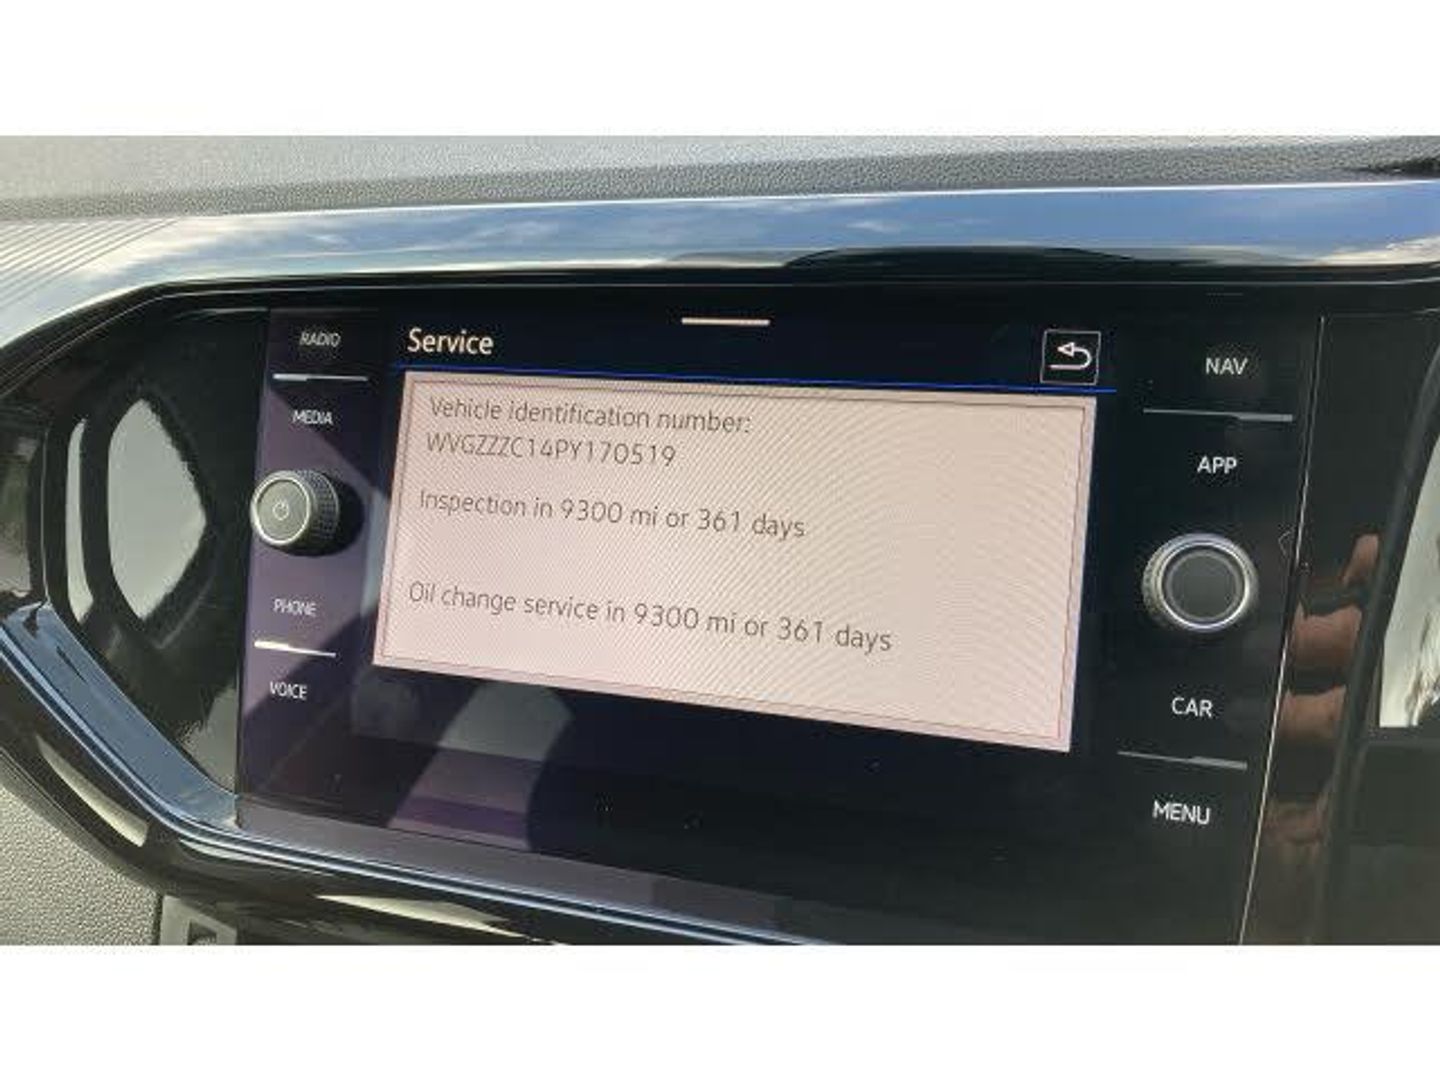 RADIO
MEDIA
PHONE
VOICE
Service
Vehicle identification number:
WVGZZZC14PY170519
Inspection in 9300 mi or 361 days
Oil change service in 9300 mi or 361 days
NAV
APP
CAR
MENU